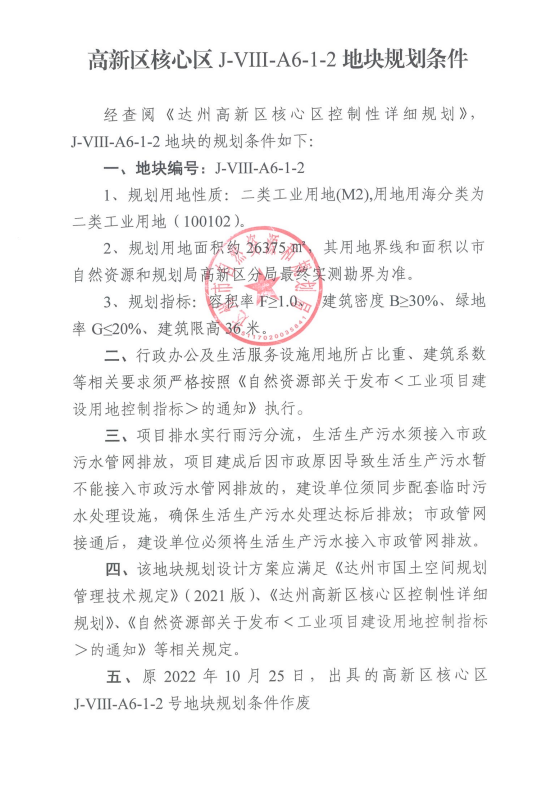 高新区核心区 J-VIII-A6-1-2 地块规划条件
经查阅《达州高新区核心区控制性详细规划》，
J-VIII-A6-1-2 地块的规划条件如下：
一、地块编号：J-VIII-A6-1-2
1、规划用地性质：二类工业用地(M2),用地用海分类为
二类工业用地（100102）。
2、规划用地面积约 26375 ㎡，其用地界线和面积以市
自然资源和规划局高新区分局最终实测勘界为准。
3、规划指标：容积率 F≥1.0、建筑密度 B≥30%、绿地
率 G≤20%、建筑限高 36 米。
二、行政办公及生活服务设施用地所占比重、建筑系数
等相关要求须严格按照《自然资源部关于发布＜工业项目建
设用地控制指标＞的通知》执行。
三、项目排水实行雨污分流，生活生产污水须接入市政
污水管网排放，项目建成后因市政原因导致生活生产污水暂
不能接入市政污水管网排放的，建设单位须同步配套临时污
水处理设施，确保生活生产污水处理达标后排放；市政管网
接通后，建设单位必须将生活生产污水接入市政管网排放。
四、该地块规划设计方案应满足《达州市国土空间规划
管理技术规定》（2021 版）、《达州高新区核心区控制性详细
规划》、《自然资源部关于发布＜工业项目建设用地控制指标
＞的通知》等相关规定。
五、原 2022 年 10 月 25 日，出具的高新区核心区
J-VIII-A6-1-2 号地块规划条件作废